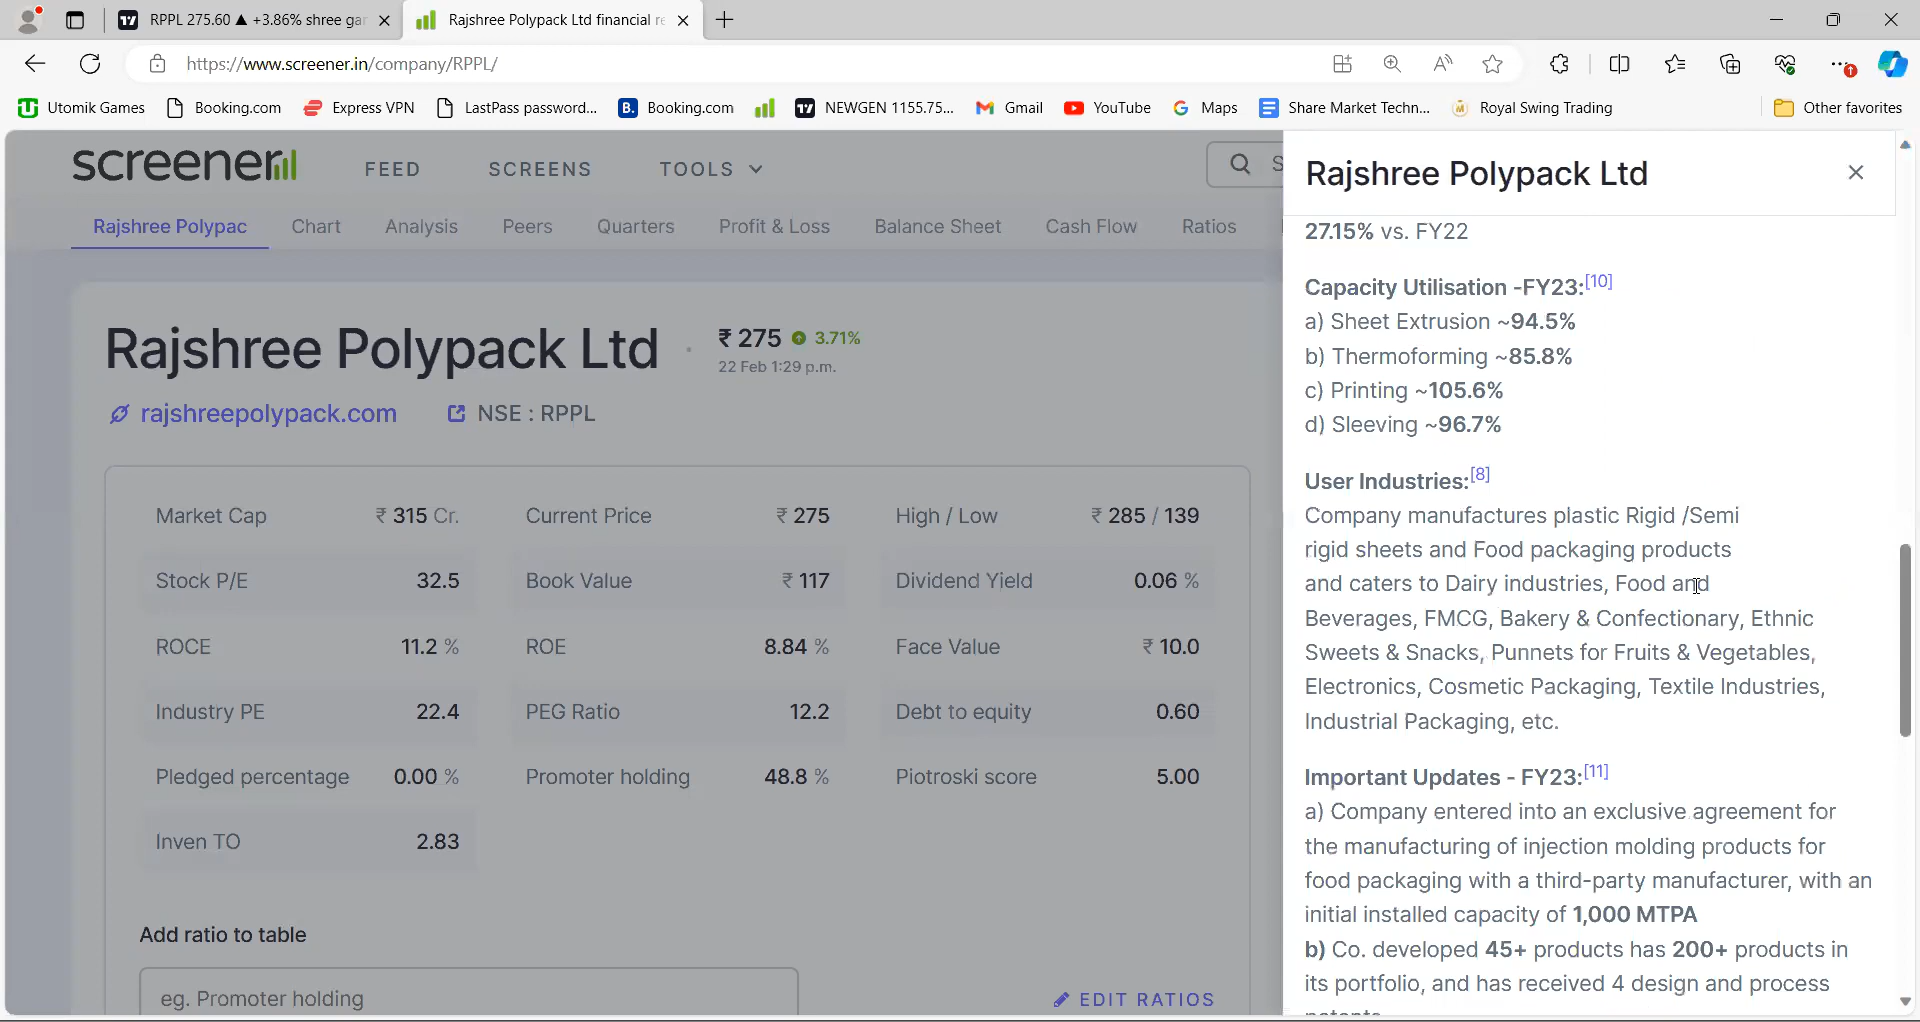 RPPL 275.60 ▲ +3.86% shree gar
Rajshree Polypack Ltd financial re
https://www.screener.in/company/RPPL/
Utomik Games
Booking.com
Express VPN
LastPass password...
Booking.com
NEWGEN 1155.75...
Gmail
YouTube
Maps
Share Market Techn...
Royal Swing Trading
Other favorites
screener
FEED
SCREENS
TOOLS
S
Rajshree Polypac
Chart
Analysis
Peers
Quarters
Profit & Loss
Balance Sheet
Cash Flow
Ratios
Rajshree Polypack Ltd
₹ 275
3.71%
22 Feb 1:29 p.m.
rajshreepolypack.com
NSE : RPPL
Market Cap ₹ 315 Cr.
Current Price ₹ 275
High / Low ₹ 285 / 139
Stock P/E 32.5
Book Value ₹ 117
Dividend Yield 0.06 %
ROCE 11.2 %
ROE 8.84 %
Face Value ₹ 10.0
Industry PE 22.4
PEG Ratio 12.2
Debt to equity 0.60
Pledged percentage 0.00 %
Promoter holding 48.8 %
Piotroski score 5.00
Inven TO 2.83
Add ratio to table
eg. Promoter holding
EDIT RATIOS
Rajshree Polypack Ltd
27.15% vs. FY22
Capacity Utilisation -FY23:[10]
a) Sheet Extrusion ~94.5%
b) Thermoforming ~85.8%
c) Printing ~105.6%
d) Sleeving ~96.7%
User Industries:[8]
Company manufactures plastic Rigid /Semi
rigid sheets and Food packaging products
and caters to Dairy industries, Food and
Beverages, FMCG, Bakery & Confectionary, Ethnic
Sweets & Snacks, Punnets for Fruits & Vegetables,
Electronics, Cosmetic Packaging, Textile Industries,
Industrial Packaging, etc.
Important Updates - FY23:[11]
a) Company entered into an exclusive agreement for
the manufacturing of injection molding products for
food packaging with a third-party manufacturer, with an
initial installed capacity of 1,000 MTPA
b) Co. developed 45+ products has 200+ products in
its portfolio, and has received 4 design and process